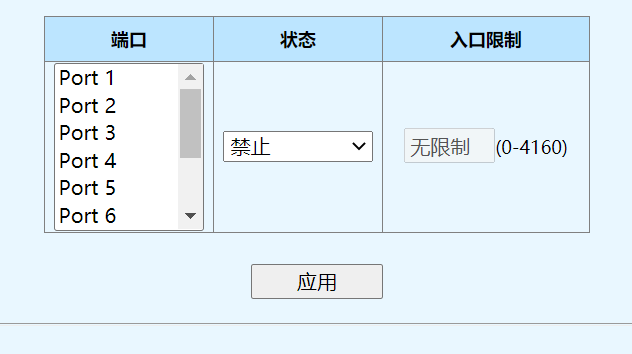 端口 状态 入口限制
Port 1
Port 2
Port 3
Port 4
Port 5
Port 6
禁止
无限制 (0-4160)
应用